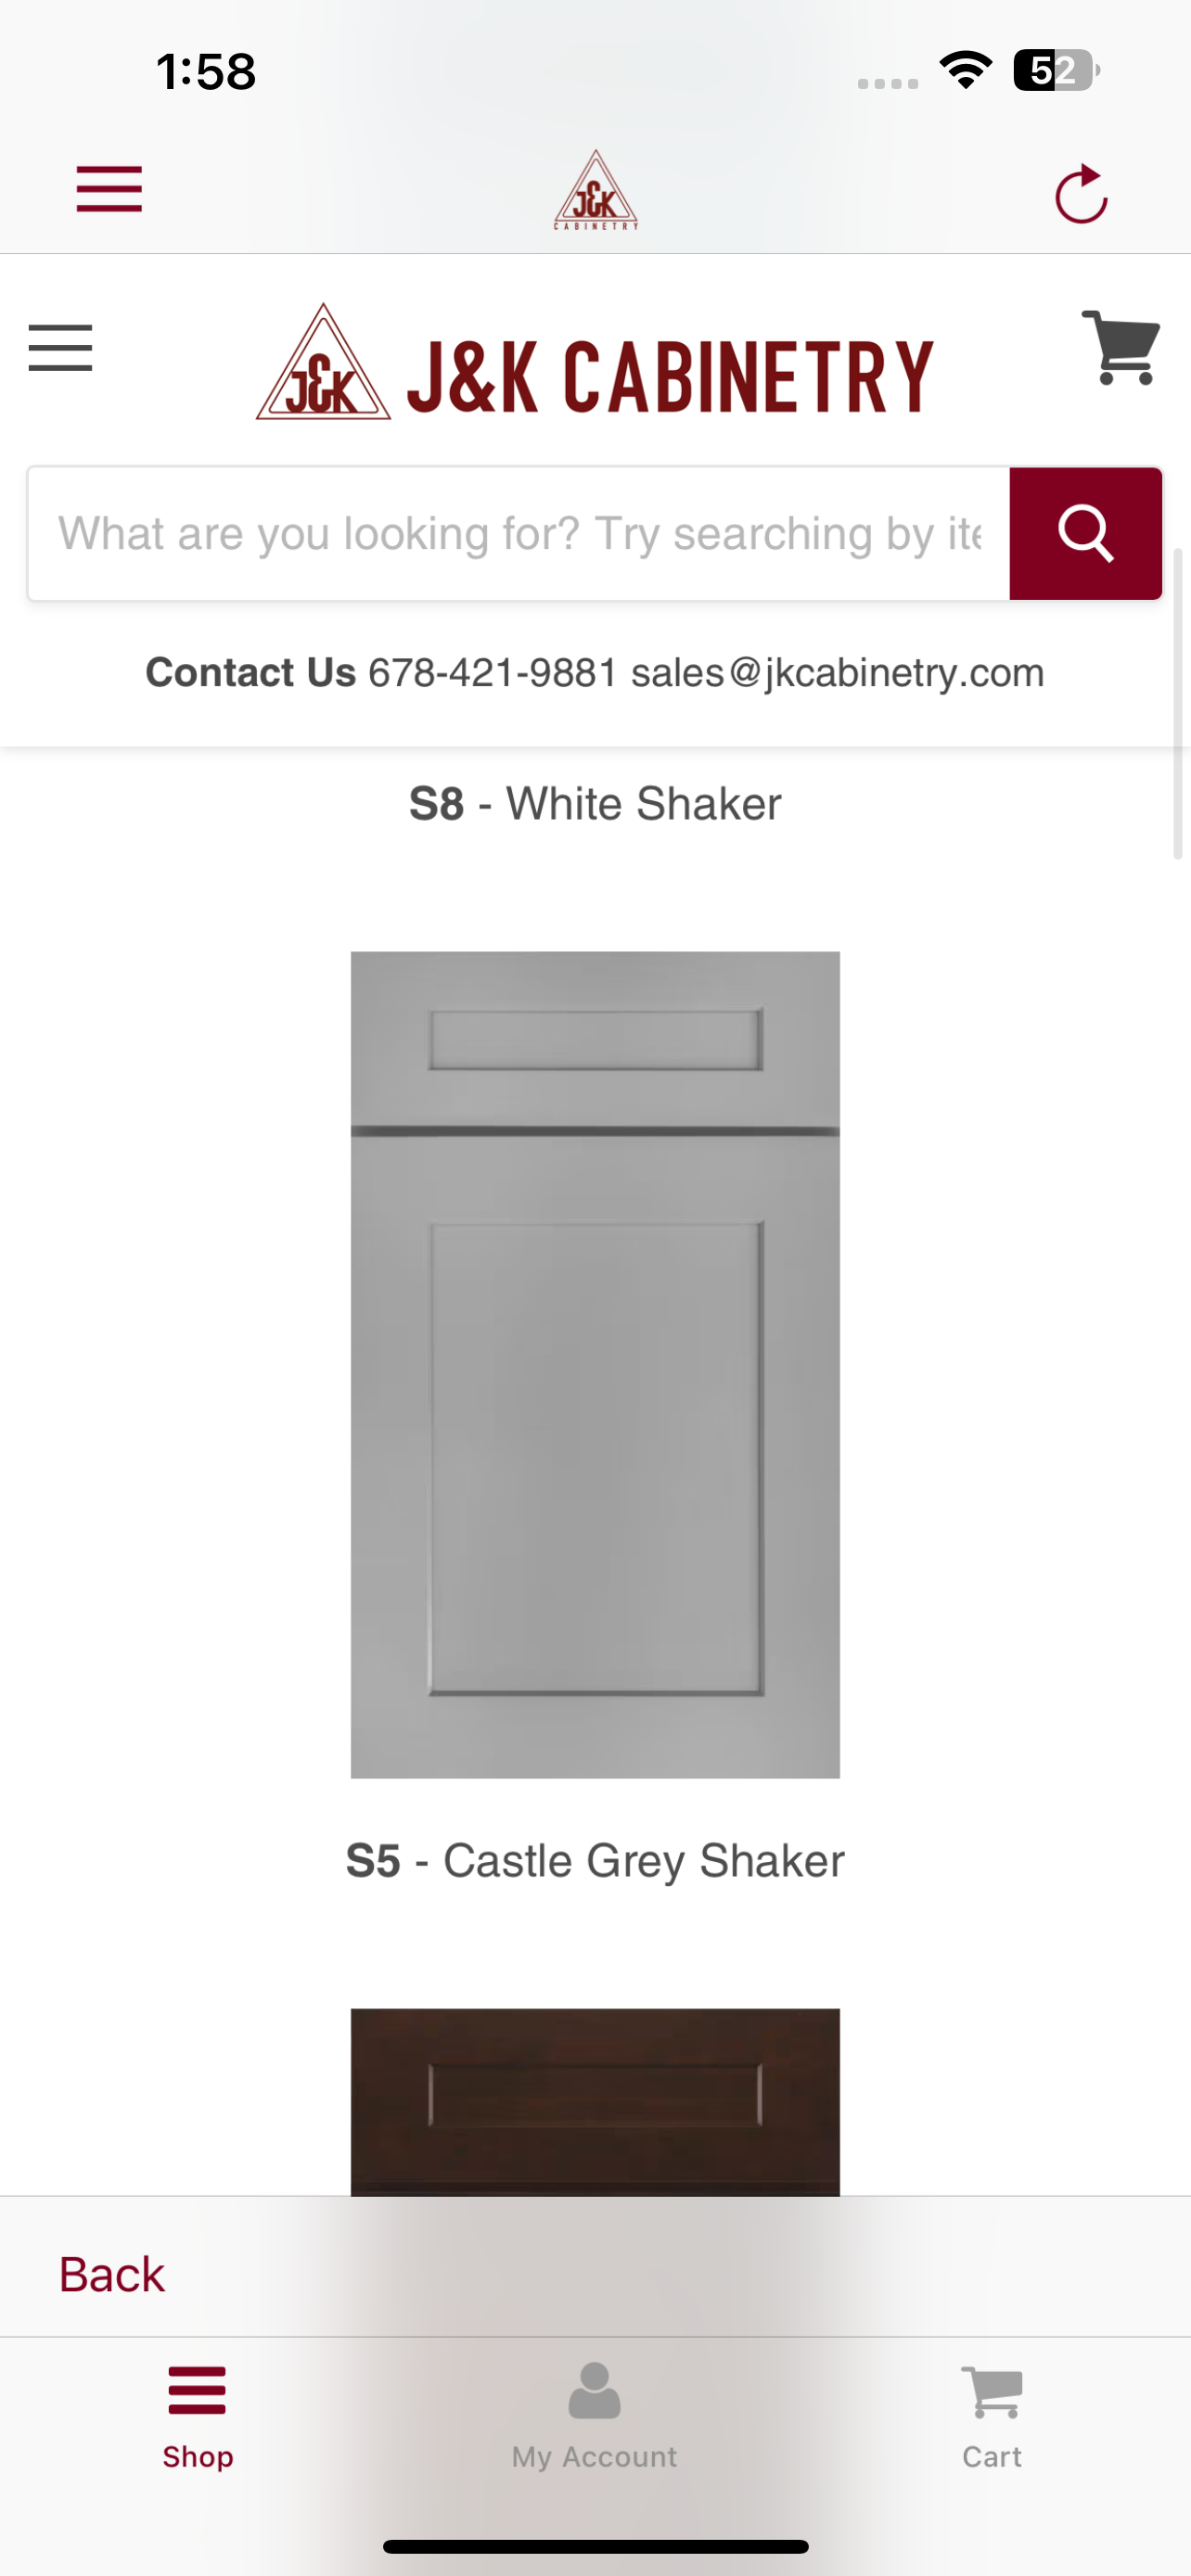 1:58
52
J&K
CABINETRY
J&K
J&K CABINETRY
What are you looking for? Try searching by ite
Contact Us 678-421-9881 sales@jkcabinetry.com
S8 - White Shaker
S5 - Castle Grey Shaker
Back
Shop
My Account
Cart